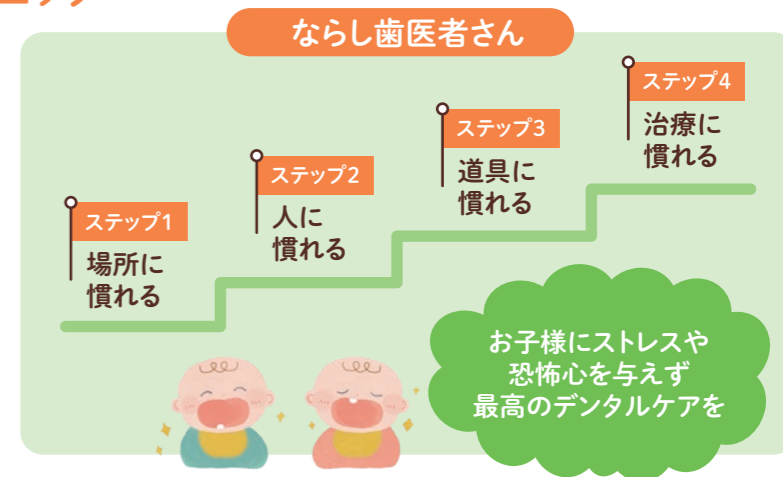 ならし歯医者さん
ステップ1
場所に
慣れる
ステップ2
人に
慣れる
ステップ3
道具に
慣れる
ステップ4
治療に
慣れる
お子様にストレスや
恐怖心を与えず
最高のデンタルケアを